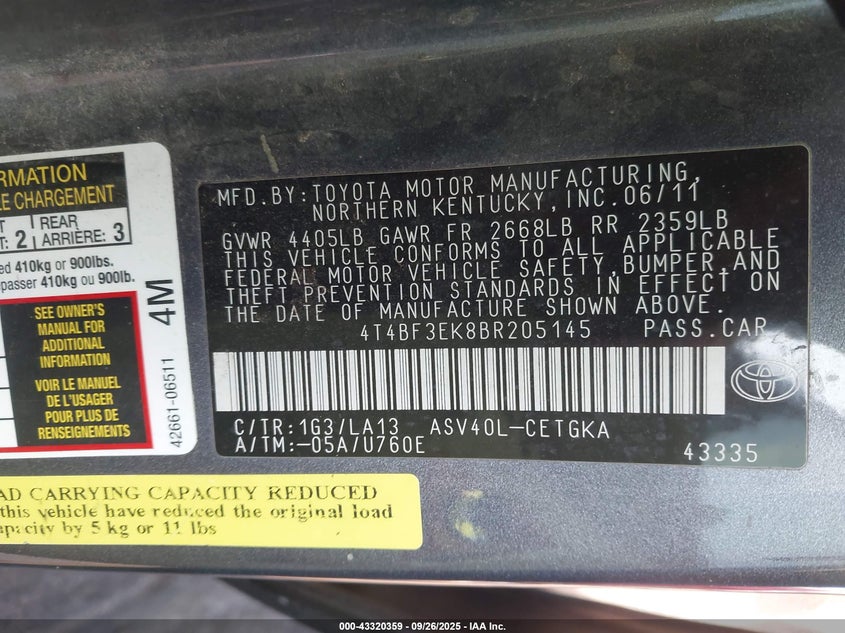 RMATION
E CHARGEMENT
T: 2 REAR ARRIÈRE: 3
ed 410kg or 900lbs.
passer 410kg ou 900lb.
SEE OWNER'S
MANUAL FOR
ADDITIONAL
INFORMATION
VOIR LE MANUEL
DE L'USAGER
POUR PLUS DE
RENSEIGNEMENTS
4M
42661-06511
MFD.BY:TOYOTA MOTOR MANUFACTURING,
NORTHERN KENTUCKY,INC.06/11
GVWR 4405LB GAWR FR 2668LB RR 2359LB
THIS VEHICLE CONFORMS TO ALL APPLICABLE
FEDERAL MOTOR VEHICLE SAFETY,BUMPER,AND
THEFT PREVENTION STANDARDS IN EFFECT ON
THE DATE OF MANUFACTURE SHOWN ABOVE.
4T4BF3EK8BR205145 PASS.CAR
C/TR:1G3/LA13 ASV40L-CETGKA
A/TM:-05A/U760E 43335
AD CARRYING CAPACITY REDUCED
this vehicle have reduced the original load
apacity by 5 kg or 11 lbs
000-43320359 - 09/26/2025 - IAA Inc.